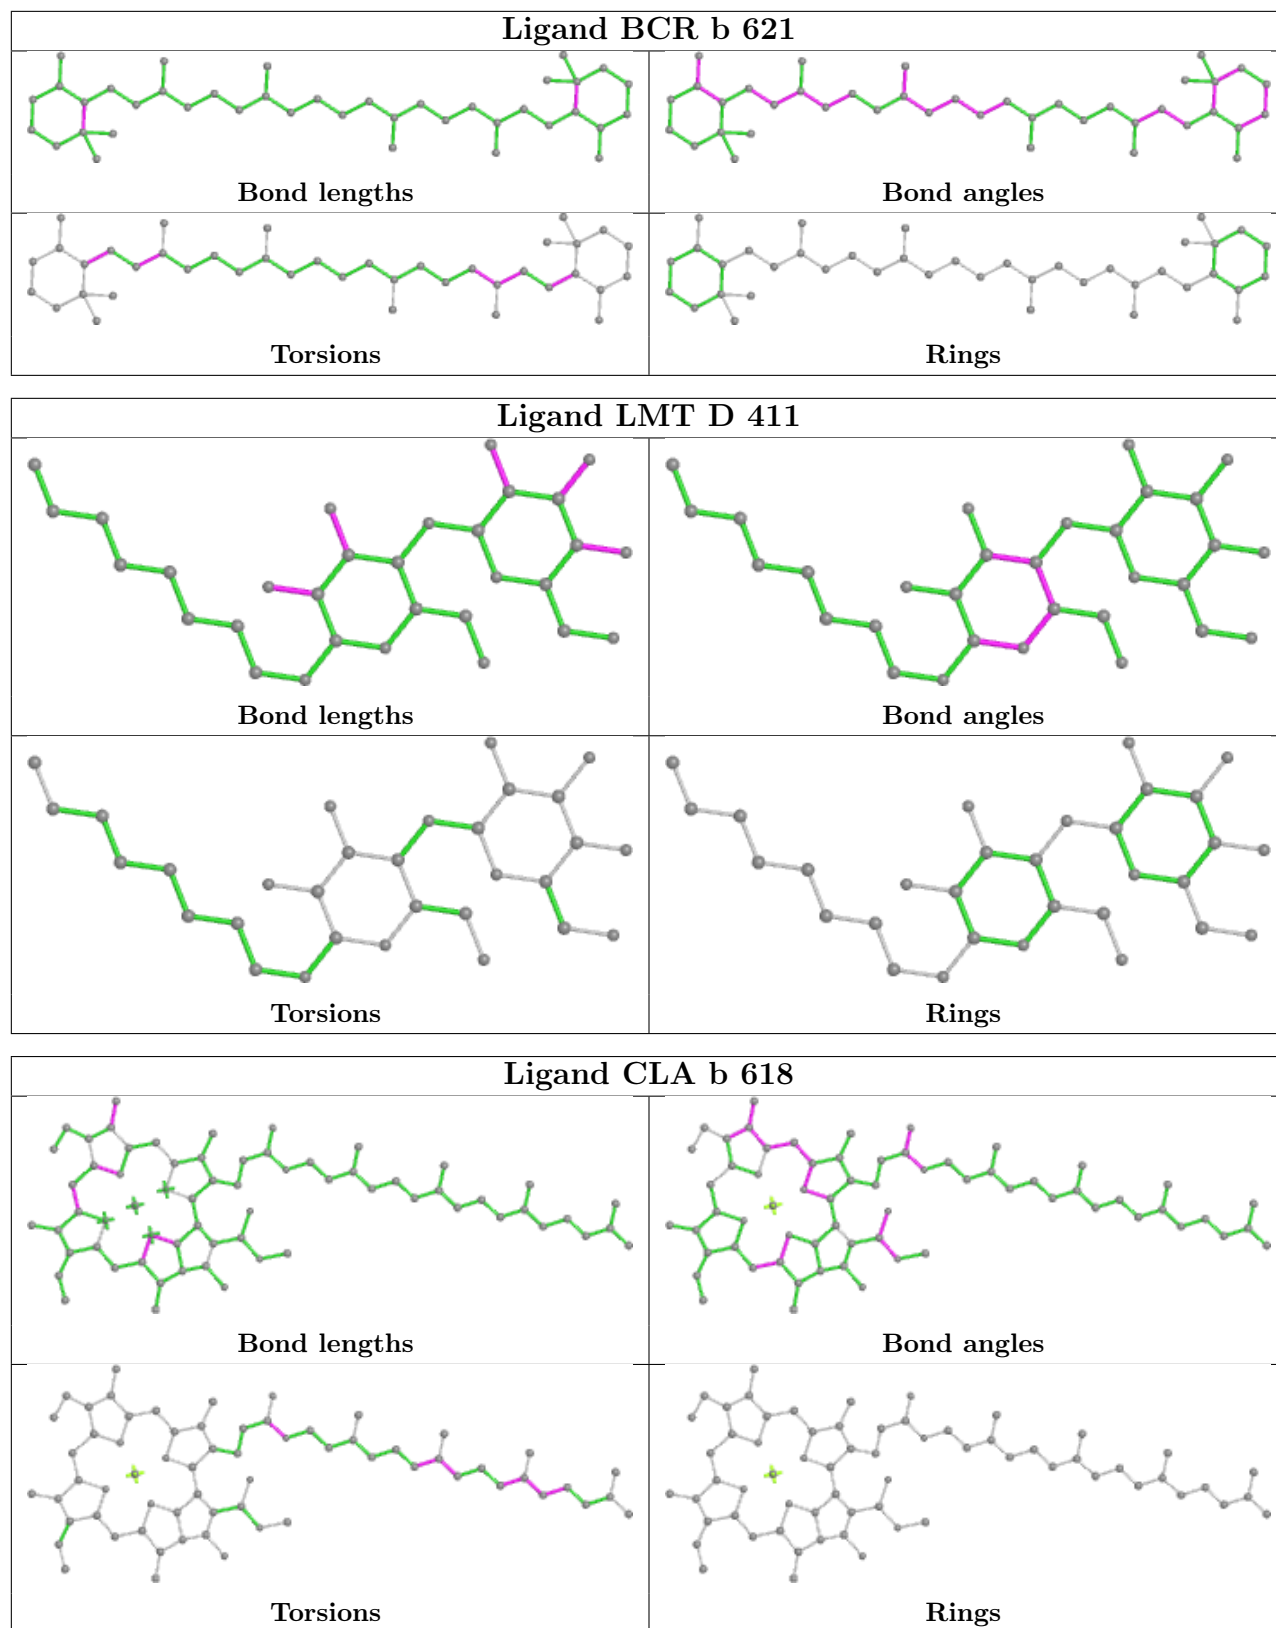 Ligand BCR b 621
Bond lengths
Bond angles
Torsions
Rings
Ligand LMT D 411
Bond lengths
Bond angles
Torsions
Rings
Ligand CLA b 618
Bond lengths
Bond angles
Torsions
Rings